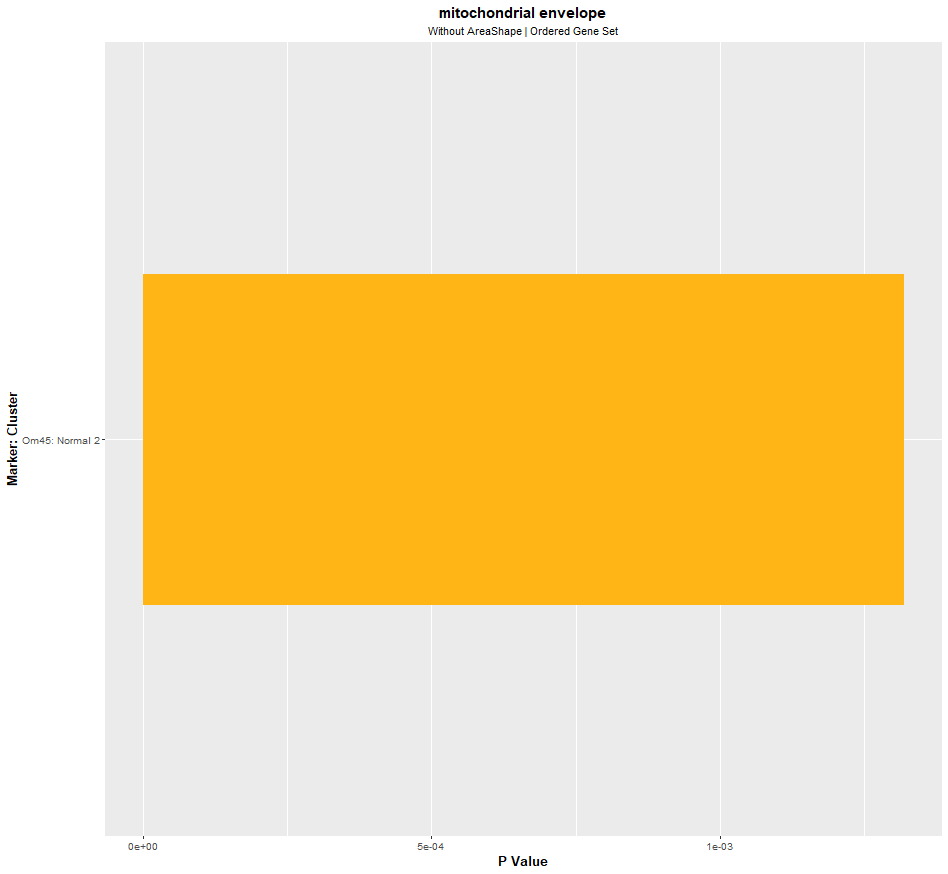 mitochondrial envelope
Without AreaShape | Ordered Gene Set
Marker: Cluster
Om45: Normal 2
0e+00
5e-04
1e-03
P Value